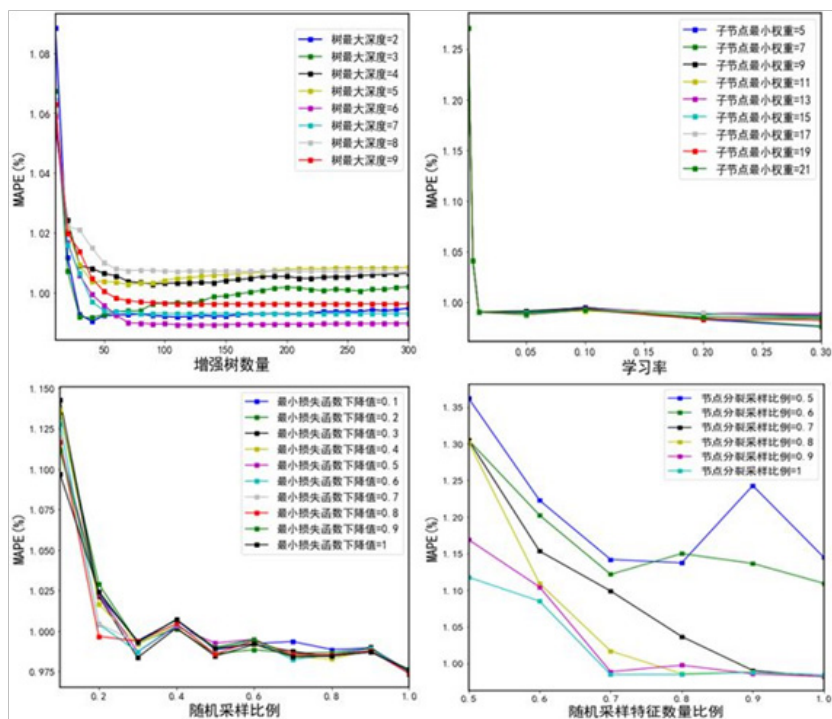 1.08
1.06
1.04
1.02
1.00
MAPE(%)
树最大深度=2
树最大深度=3
树最大深度=4
树最大深度=5
树最大深度=6
树最大深度=7
树最大深度=8
树最大深度=9
50
100
150
200
250
300
增强树数量
1.25
1.20
1.15
1.10
1.05
1.00
MAPE(%)
子节点最小权重=5
子节点最小权重=7
子节点最小权重=9
子节点最小权重=11
子节点最小权重=13
子节点最小权重=15
子节点最小权重=17
子节点最小权重=19
子节点最小权重=21
0.05
0.10
0.15
0.20
0.25
0.30
学习率
1.150
1.125
1.100
1.075
1.050
1.025
1.000
0.975
MAPE(%)
最小损失函数下降值=0.1
最小损失函数下降值=0.2
最小损失函数下降值=0.3
最小损失函数下降值=0.4
最小损失函数下降值=0.5
最小损失函数下降值=0.6
最小损失函数下降值=0.7
最小损失函数下降值=0.8
最小损失函数下降值=0.9
最小损失函数下降值=1
0.2
0.4
0.6
0.8
1.0
随机采样比例
1.35
1.30
1.25
1.20
1.15
1.10
1.05
1.00
MAPE(%)
节点分裂采样比例=0.5
节点分裂采样比例=0.6
节点分裂采样比例=0.7
节点分裂采样比例=0.8
节点分裂采样比例=0.9
节点分裂采样比例=1
0.5
0.6
0.7
0.8
0.9
1.0
随机采样特征数量比例